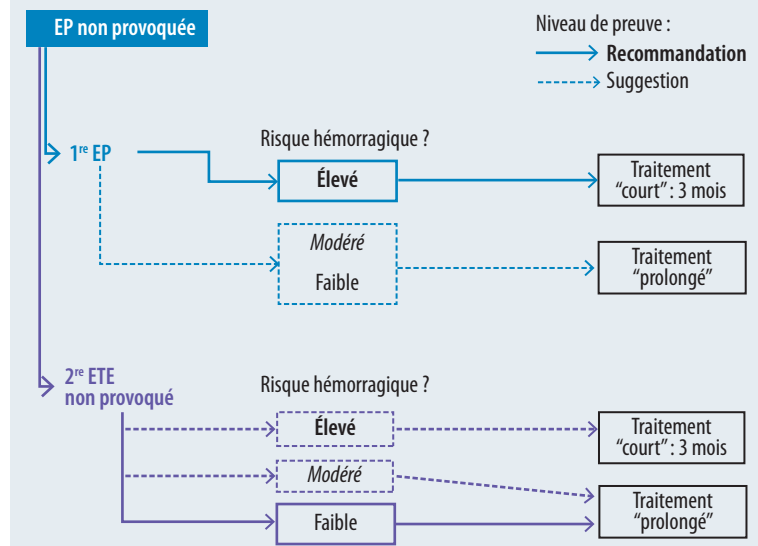 EP non provoquée
Niveau de preuve :
Recommandation
Suggestion
1re EP
Risque hémorragique ?
Élevé
Traitement
“court” : 3 mois
Modéré
Faible
Traitement
“prolongé”
2re ETE
non provoqué
Risque hémorragique ?
Élevé
Traitement
“court” : 3 mois
Modéré
Faible
Traitement
“prolongé”